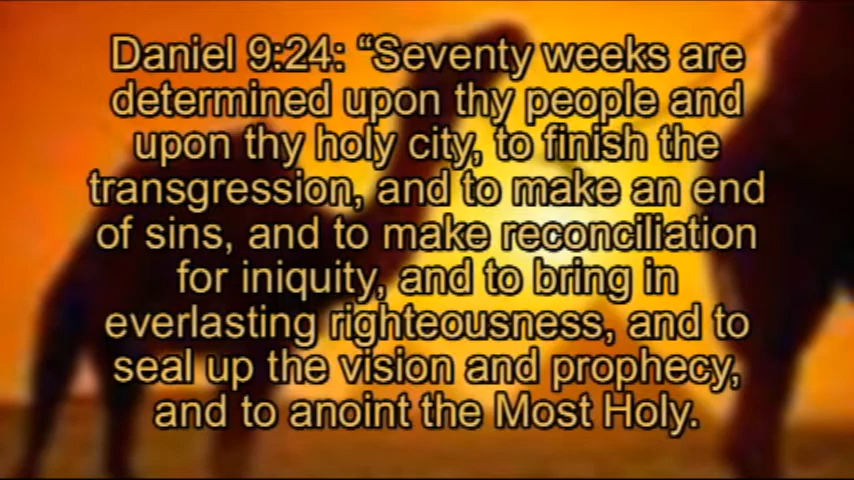 Daniel 9:24: “Seventy weeks are
determined upon thy people and
upon thy holy city, to finish the
transgression, and to make an end
of sins, and to make reconciliation
for iniquity, and to bring in
everlasting righteousness, and to
seal up the vision and prophecy,
and to anoint the Most Holy.